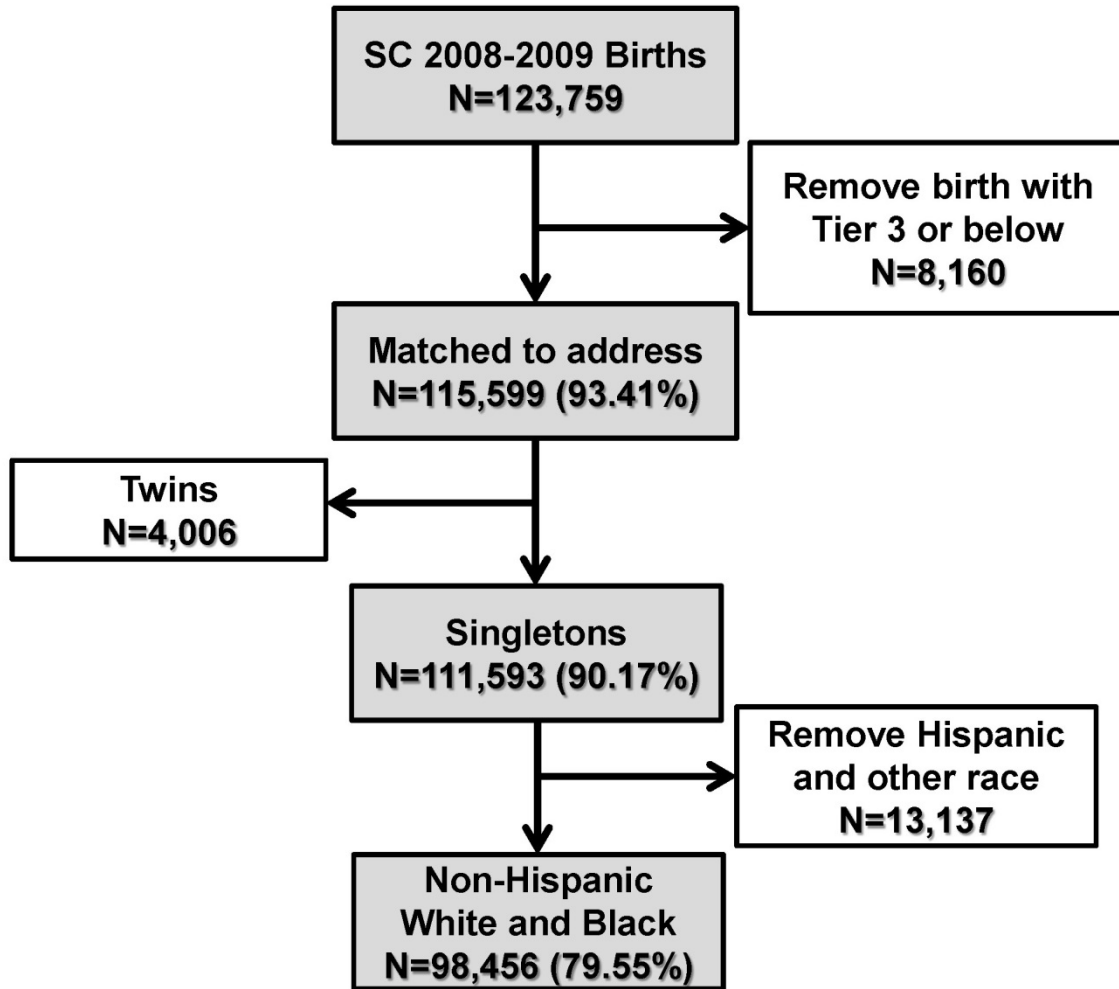 SC 2008-2009 Births
N=123,759
Remove birth with
Tier 3 or below
N=8,160
Matched to address
N=115,599 (93.41%)
Twins
N=4,006
Singletons
N=111,593 (90.17%)
Remove Hispanic
and other race
N=13,137
Non-Hispanic
White and Black
N=98,456 (79.55%)